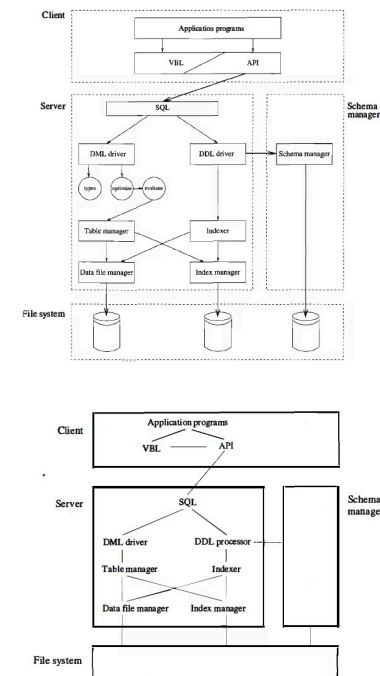 Client
Application programs
VBL API
Server
SQL
Schema
manager
DML driver
DDL driver
Schema manager
types
optimize
evaluate
Table manager
Indexer
Data file manager
Index manager
File system
Client
Application programs
VBL API
Server
SQL
Schema
manage
DML driver
DDL processor
Table manager
Indexer
Data file manager
Index manager
File system